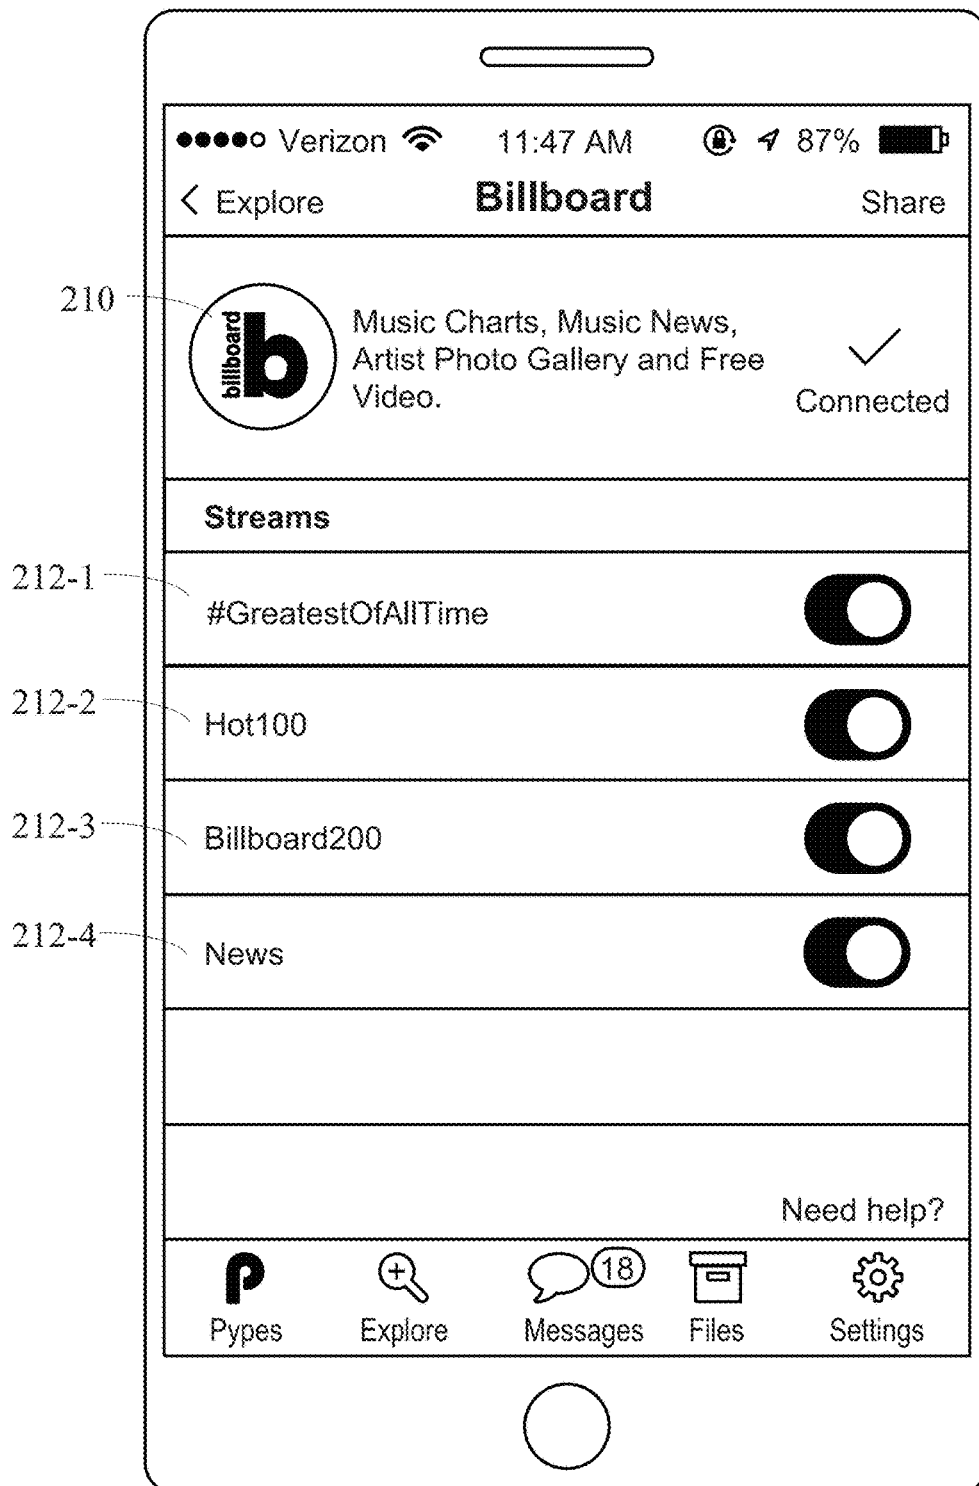 Verizon 11:47 AM 87%
Explore Billboard Share
210
billboard
b
Music Charts, Music News,
Artist Photo Gallery and Free
Video.
Connected
Streams
212-1
#GreatestOfAllTime
212-2
Hot100
212-3
Billboard200
212-4
News
Need help?
18
Pypes Explore Messages Files Settings